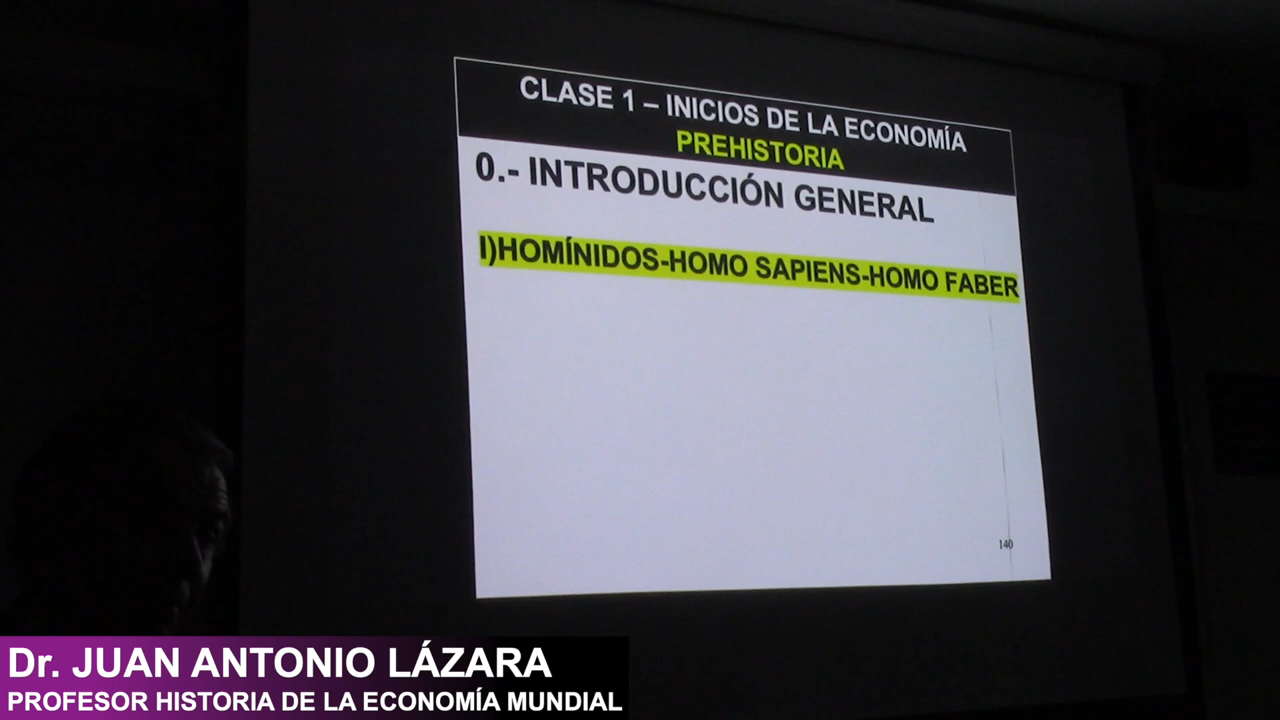 CLASE 1 – INICIOS DE LA ECONOMÍA
PREHISTORIA
0.- INTRODUCCIÓN GENERAL
I)HOMÍNIDOS-HOMO SAPIENS-HOMO FABER
140
Dr. JUAN ANTONIO LÁZARA
PROFESOR HISTORIA DE LA ECONOMÍA MUNDIAL